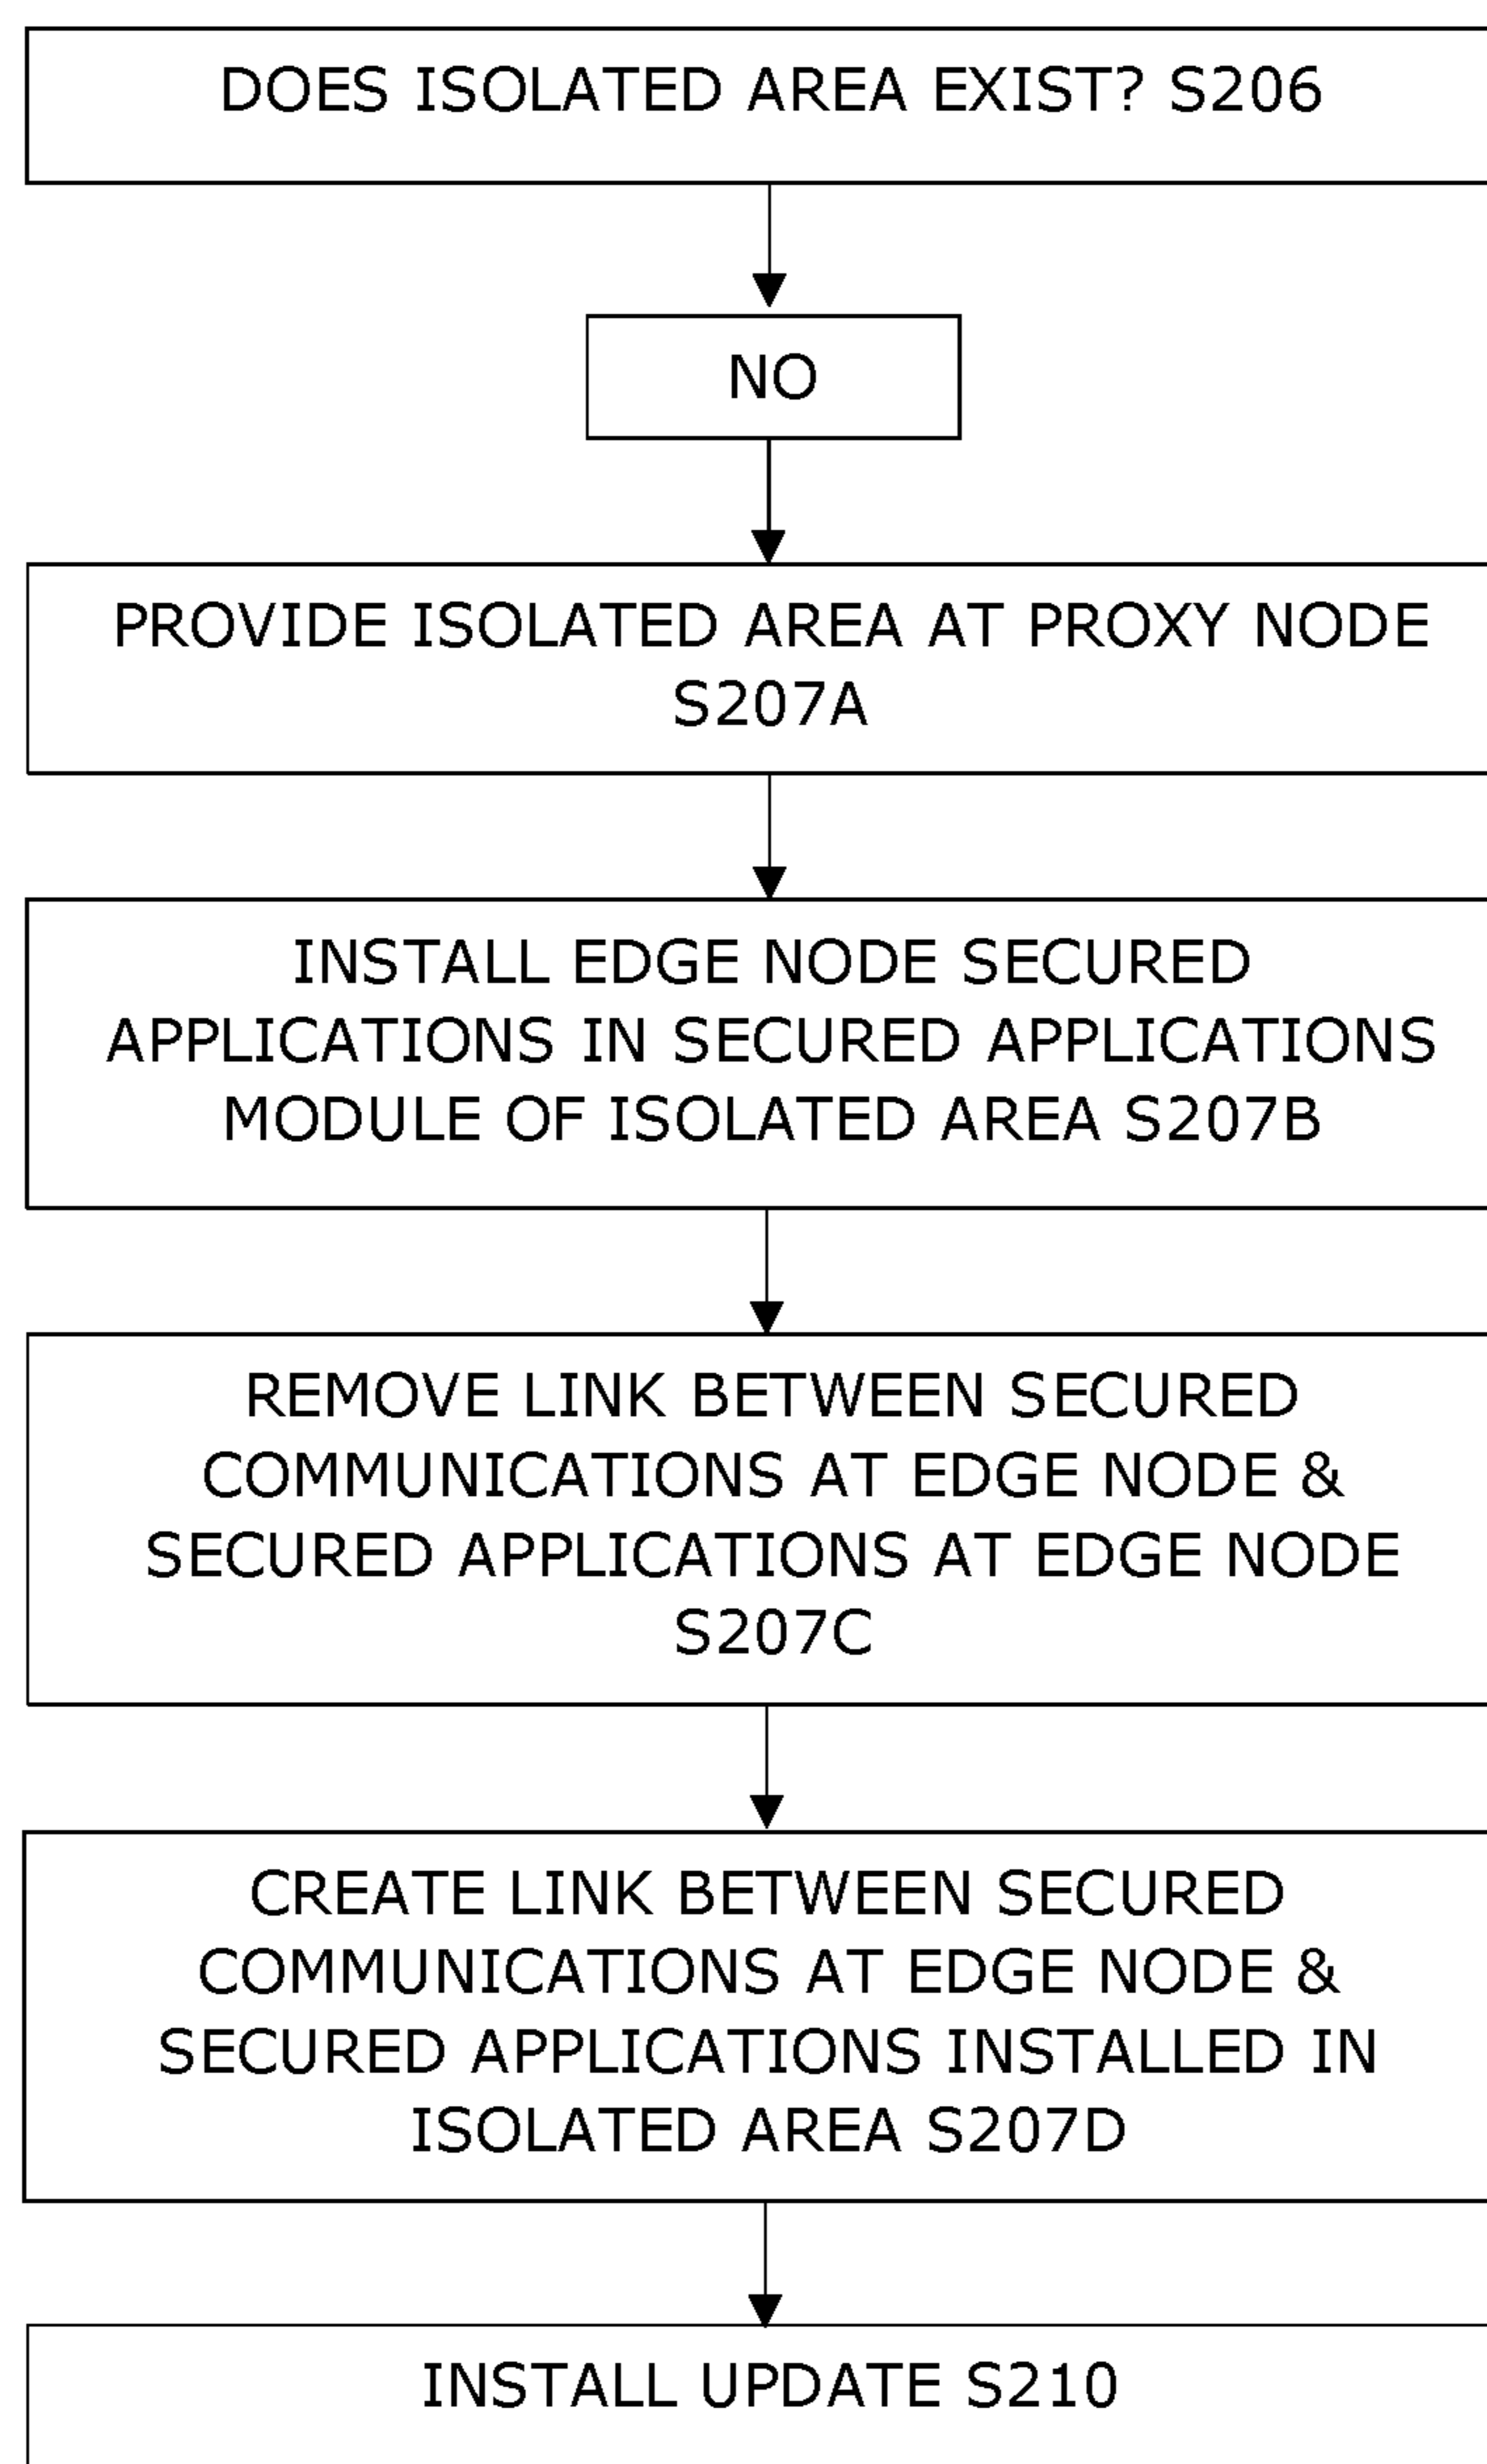 DOES ISOLATED AREA EXIST? S206
NO
PROVIDE ISOLATED AREA AT PROXY NODE
S207A
INSTALL EDGE NODE SECURED
APPLICATIONS IN SECURED APPLICATIONS
MODULE OF ISOLATED AREA S207B
REMOVE LINK BETWEEN SECURED
COMMUNICATIONS AT EDGE NODE &
SECURED APPLICATIONS AT EDGE NODE
S207C
CREATE LINK BETWEEN SECURED
COMMUNICATIONS AT EDGE NODE &
SECURED APPLICATIONS INSTALLED IN
ISOLATED AREA S207D
INSTALL UPDATE S210